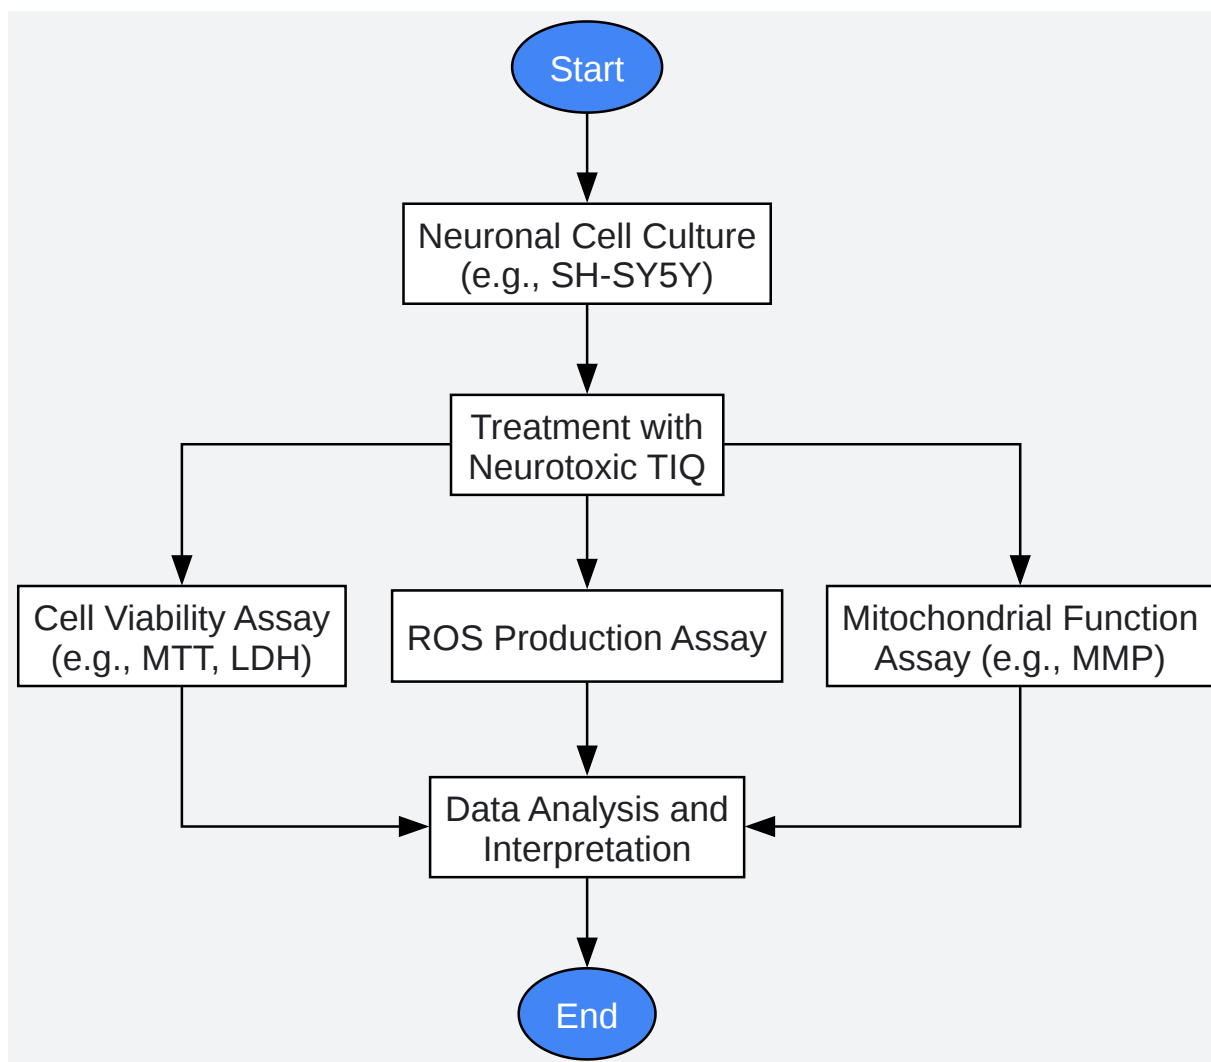 Start
Neuronal Cell Culture
(e.g., SH-SY5Y)
Treatment with
Neurotoxic TIQ
Cell Viability Assay
(e.g., MTT, LDH)
ROS Production Assay
Mitochondrial Function
Assay (e.g., MMP)
Data Analysis and
Interpretation
End